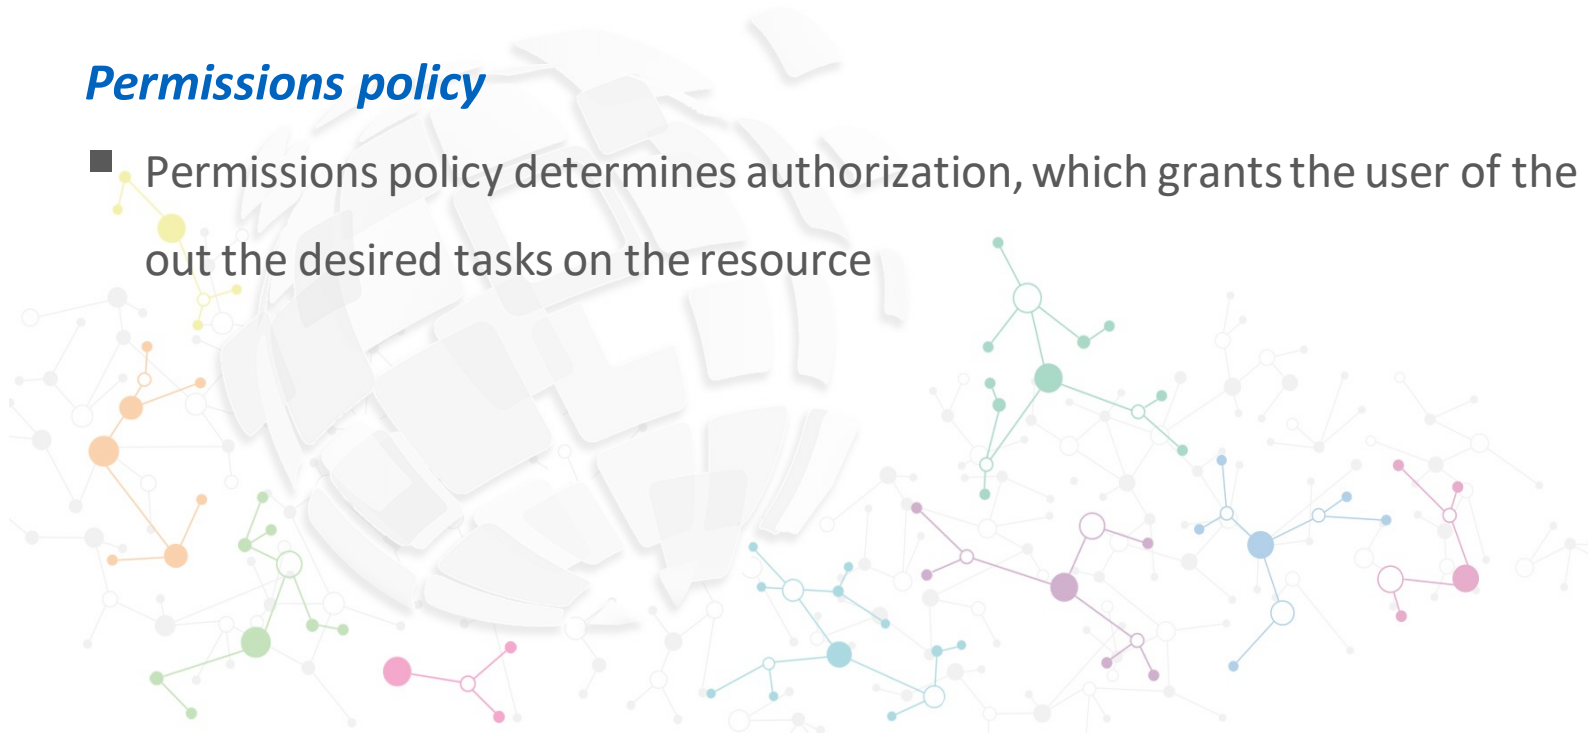 Permissions policy
Permissions policy determines authorization, which grants the user of the
out the desired tasks on the resource